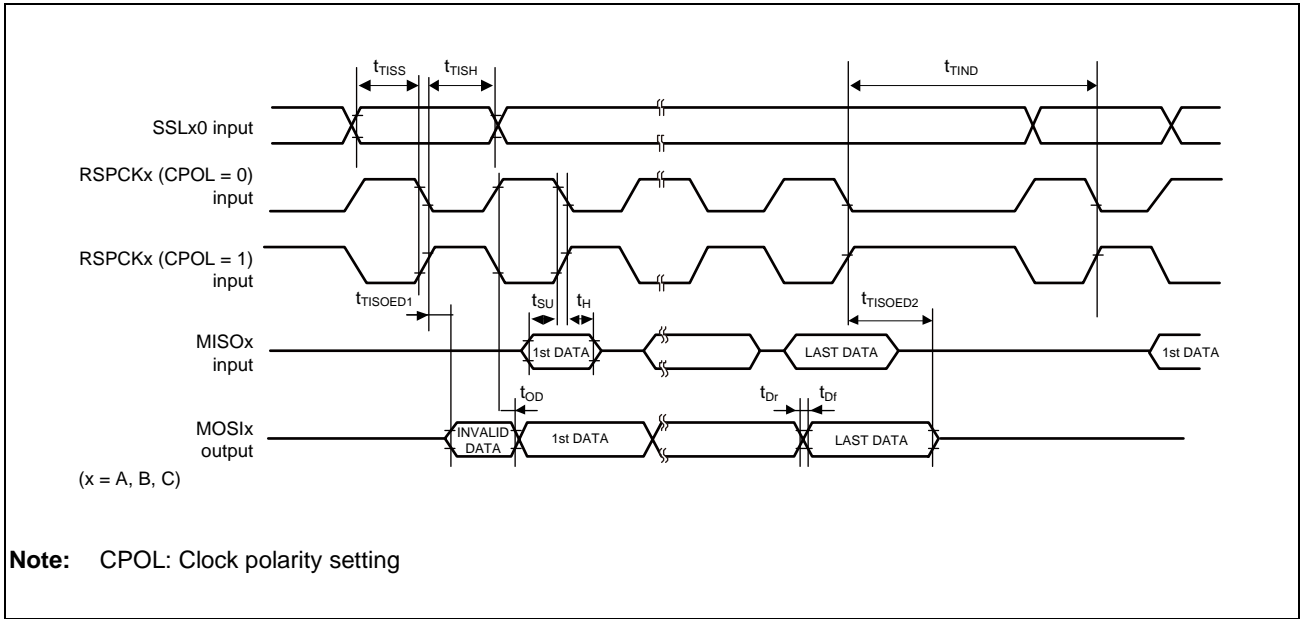 tTISS
tTISH
tTIND
SSLx0 input
RSPCKx (CPOL = 0)
input
RSPCKx (CPOL = 1)
input
tTISOED1
tSU
tH
tTISOED2
MISOx
input
1st DATA
LAST DATA
1st DATA
tOD
tDr
tDf
MOSIx
output
INVALID
DATA
1st DATA
LAST DATA
(x = A, B, C)
Note: CPOL: Clock polarity setting